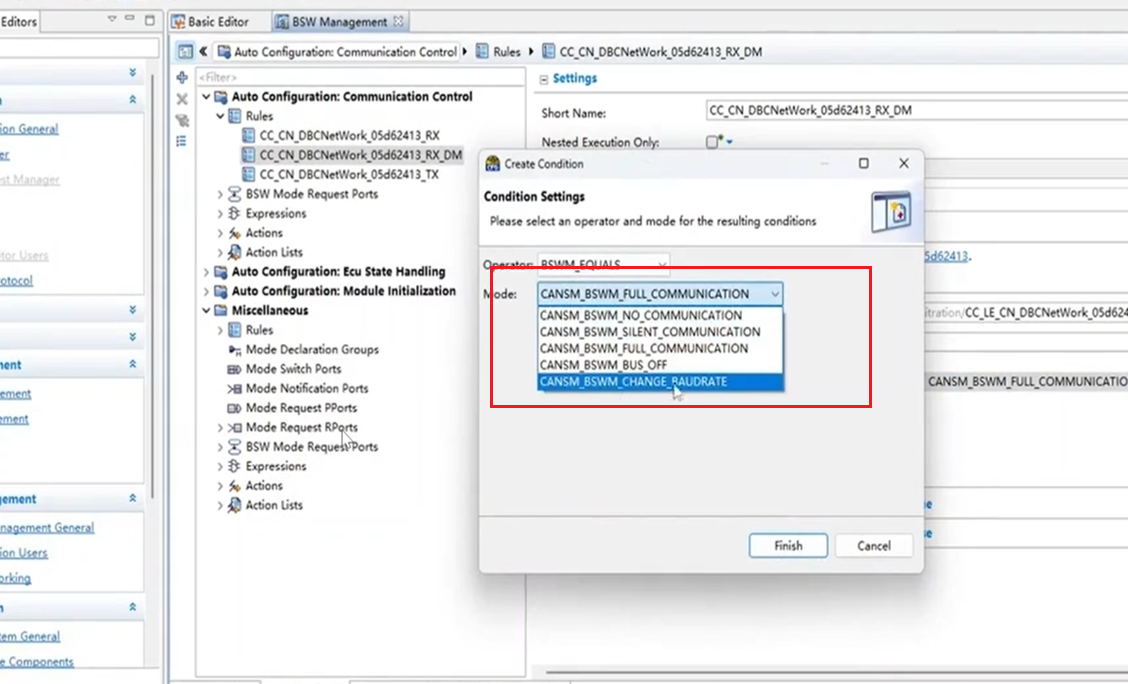 Editors
Basic Editor
BSW Management
Auto Configuration: Communication Control
Rules
CC_CN_DBCNetWork_05d62413_RX_DM
<Filter>
Settings
Auto Configuration: Communication Control
Rules
CC_CN_DBCNetWork_05d62413_RX
CC_CN_DBCNetWork_05d62413_RX_DM
CC_CN_DBCNetWork_05d62413_TX
BSW Mode Request Ports
Expressions
Actions
Action Lists
Auto Configuration: Ecu State Handling
Auto Configuration: Module Initialization
Miscellaneous
Rules
Mode Declaration Groups
Mode Switch Ports
Mode Notification Ports
Mode Request PPorts
Mode Request RPorts
BSW Mode Request Ports
Expressions
Actions
Action Lists
Short Name:
CC_CN_DBCNetWork_05d62413_RX_DM
Nested Execution Only:
Create Condition
Condition Settings
Please select an operator and mode for the resulting conditions
Operator:
BSWM_EQUALS
Mode:
CANSM_BSWM_FULL_COMMUNICATION
CANSM_BSWM_NO_COMMUNICATION
CANSM_BSWM_SILENT_COMMUNICATION
CANSM_BSWM_FULL_COMMUNICATION
CANSM_BSWM_BUS_OFF
CANSM_BSWM_CHANGE_BAUDRATE
Finish
Cancel
5d62413.
itration/CC_LE_CN_DBCNetWork_05d624
CANSM_BSWM_FULL_COMMUNICATIO
ion General
er
st Manager
tor Users
otocol
ment
ement
ment
gement
nagement General
ion Users
orking
n
tem General
e Components